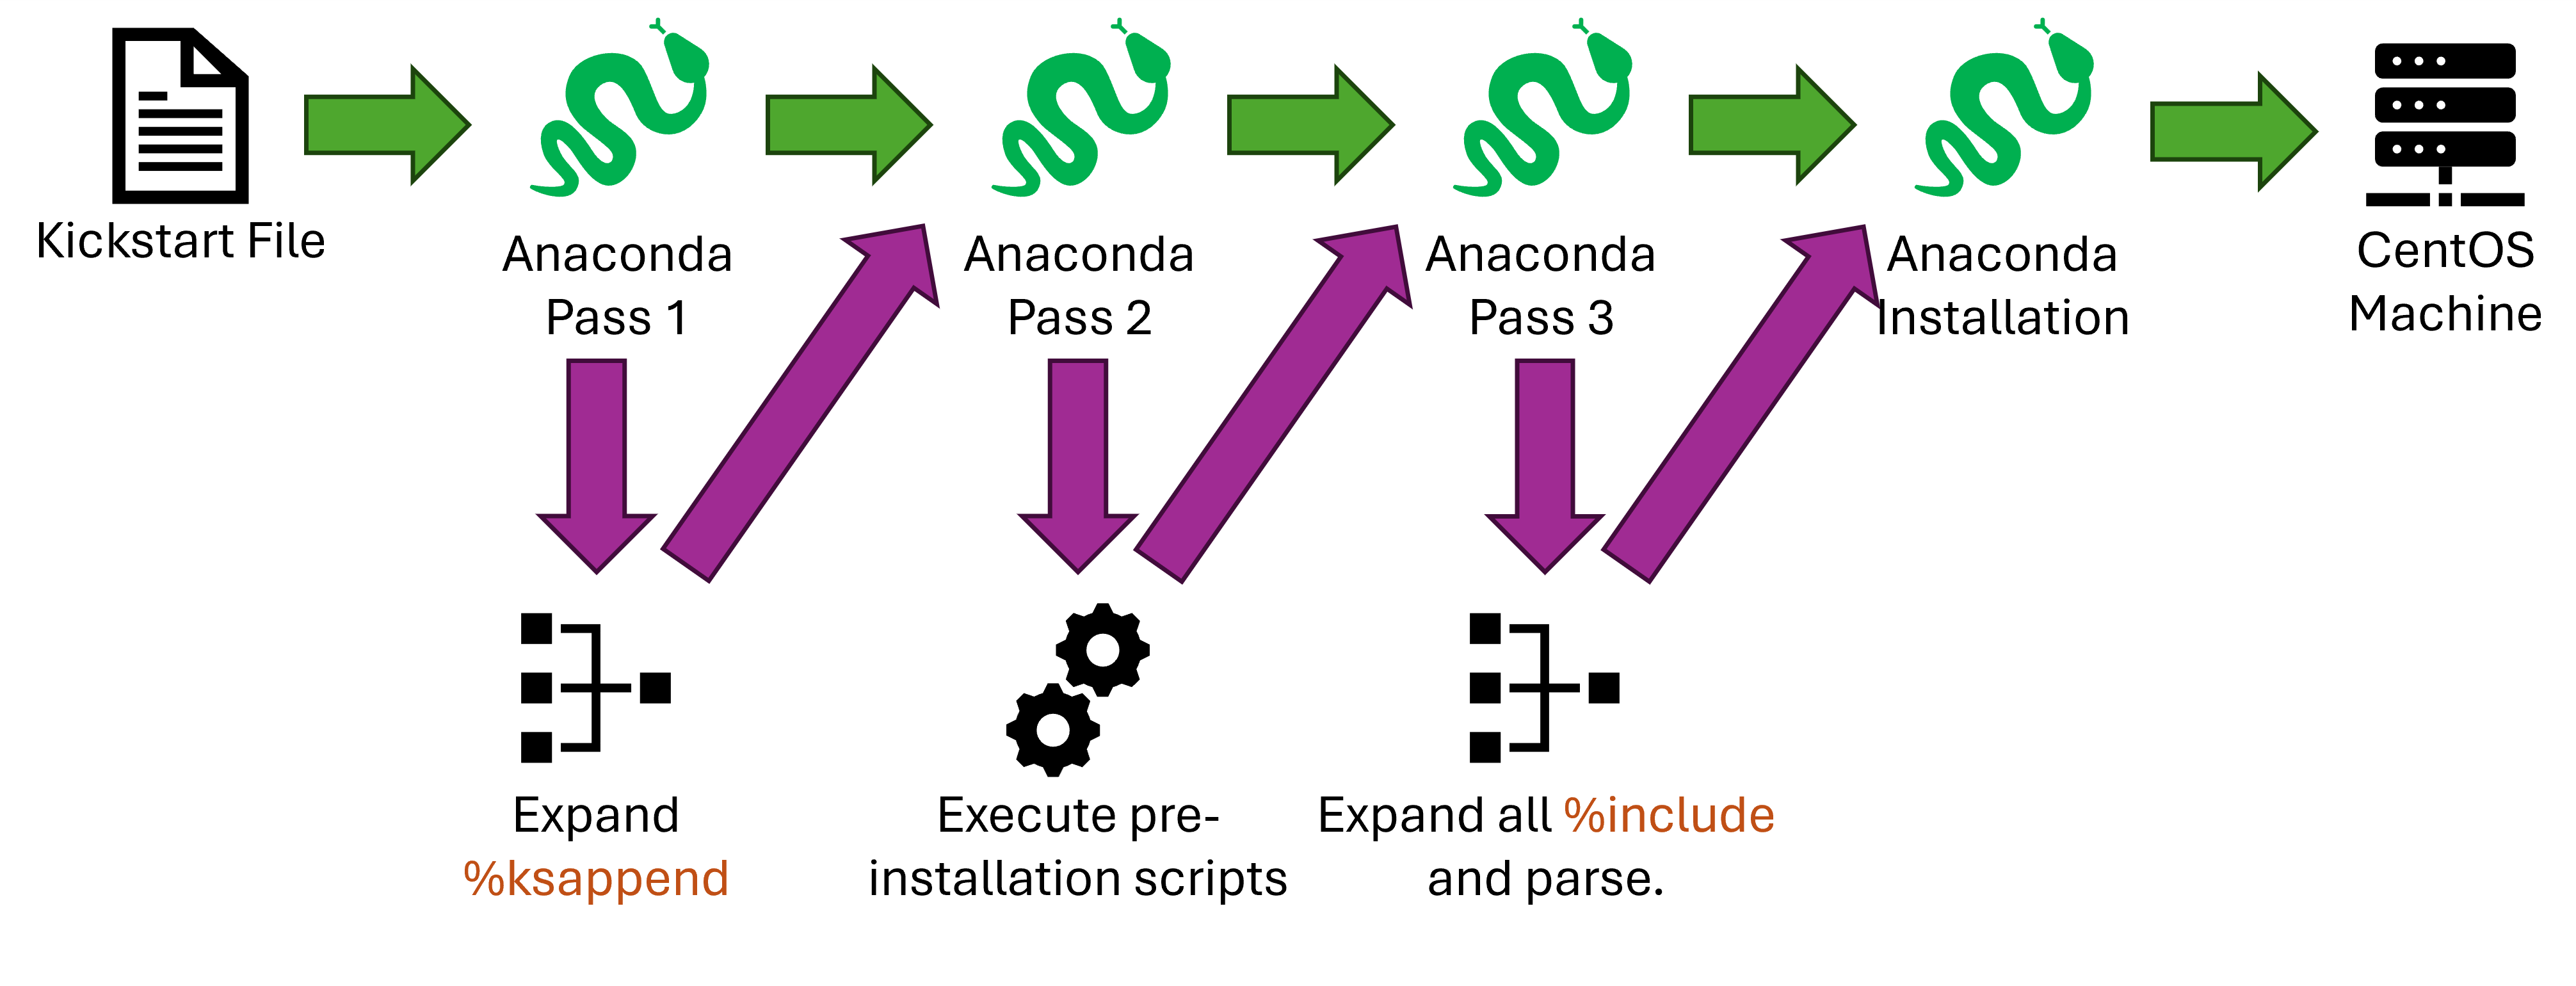 Kickstart File
Anaconda
Pass 1
Anaconda
Pass 2
Anaconda
Pass 3
Anaconda
Installation
CentOS
Machine
Expand
%ksappend
Execute pre-
installation scripts
Expand all %include
and parse.